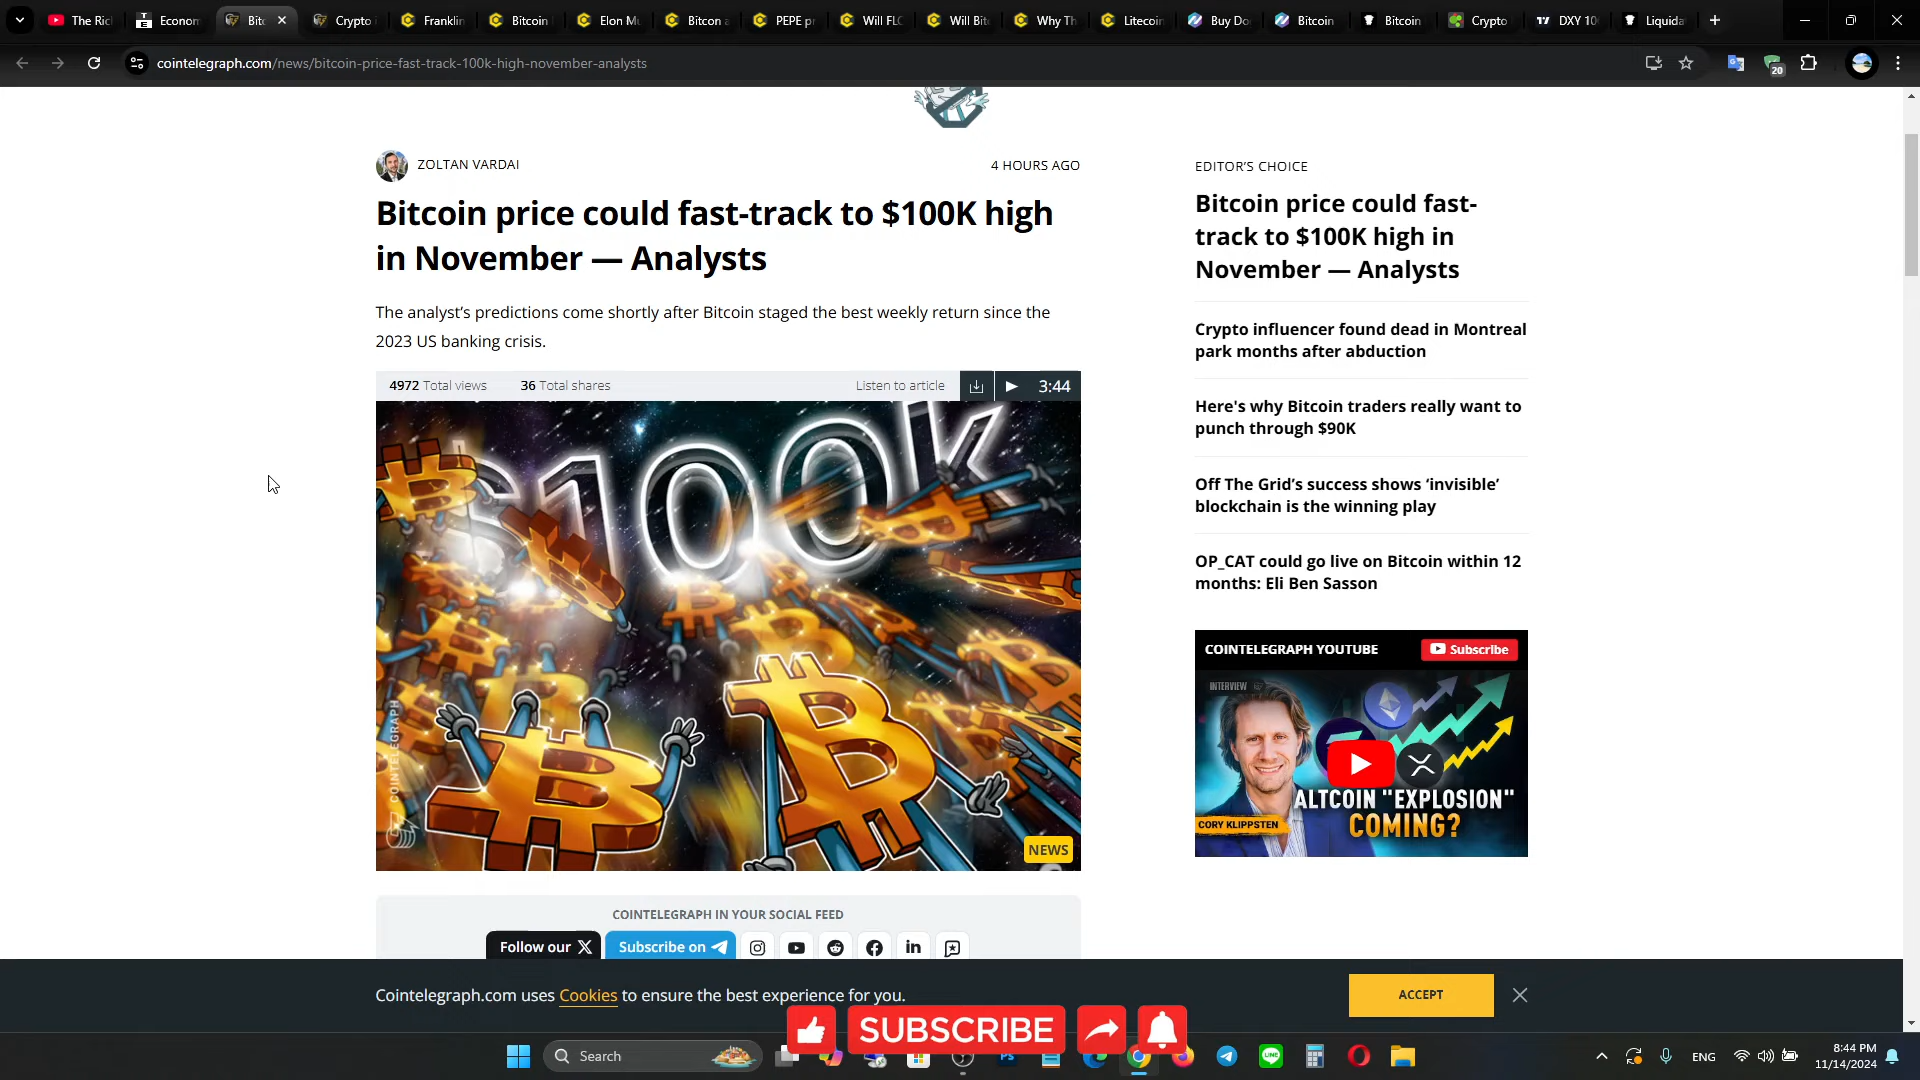 The Ric
Econom
Bitc
Crypto i
Franklin
Bitcoin
Elon Mu
Bitcon a
PEPE pr
Will FLO
Will Bit
Why Th
Litecoin
Buy Do
Bitcoin
Bitcoin
Crypto
DXY 10
Liquida
cointelegraph.com/news/bitcoin-price-fast-track-100k-high-november-analysts
20
ZOLTAN VARDAI
4 HOURS AGO
Bitcoin price could fast-track to $100K high
in November — Analysts
The analyst's predictions come shortly after Bitcoin staged the best weekly return since the
2023 US banking crisis.
4972 Total views
36 Total shares
Listen to article
3:44
$100k
COINTELEGRAPH
NEWS
COINTELEGRAPH IN YOUR SOCIAL FEED
Follow our X
Subscribe on
EDITOR'S CHOICE
Bitcoin price could fast-
track to $100K high in
November — Analysts
Crypto influencer found dead in Montreal
park months after abduction
Here's why Bitcoin traders really want to
punch through $90K
Off The Grid's success shows ‘invisible’
blockchain is the winning play
OP_CAT could go live on Bitcoin within 12
months: Eli Ben Sasson
COINTELEGRAPH YOUTUBE
Subscribe
INTERVIEW
ALTCOIN "EXPLOSION"
COMING?
CORY KLIPPSTEN
Cointelegraph.com uses Cookies to ensure the best experience for you.
ACCEPT
SUBSCRIBE
Search
Ps
LINE
ENG
8:44 PM
11/14/2024